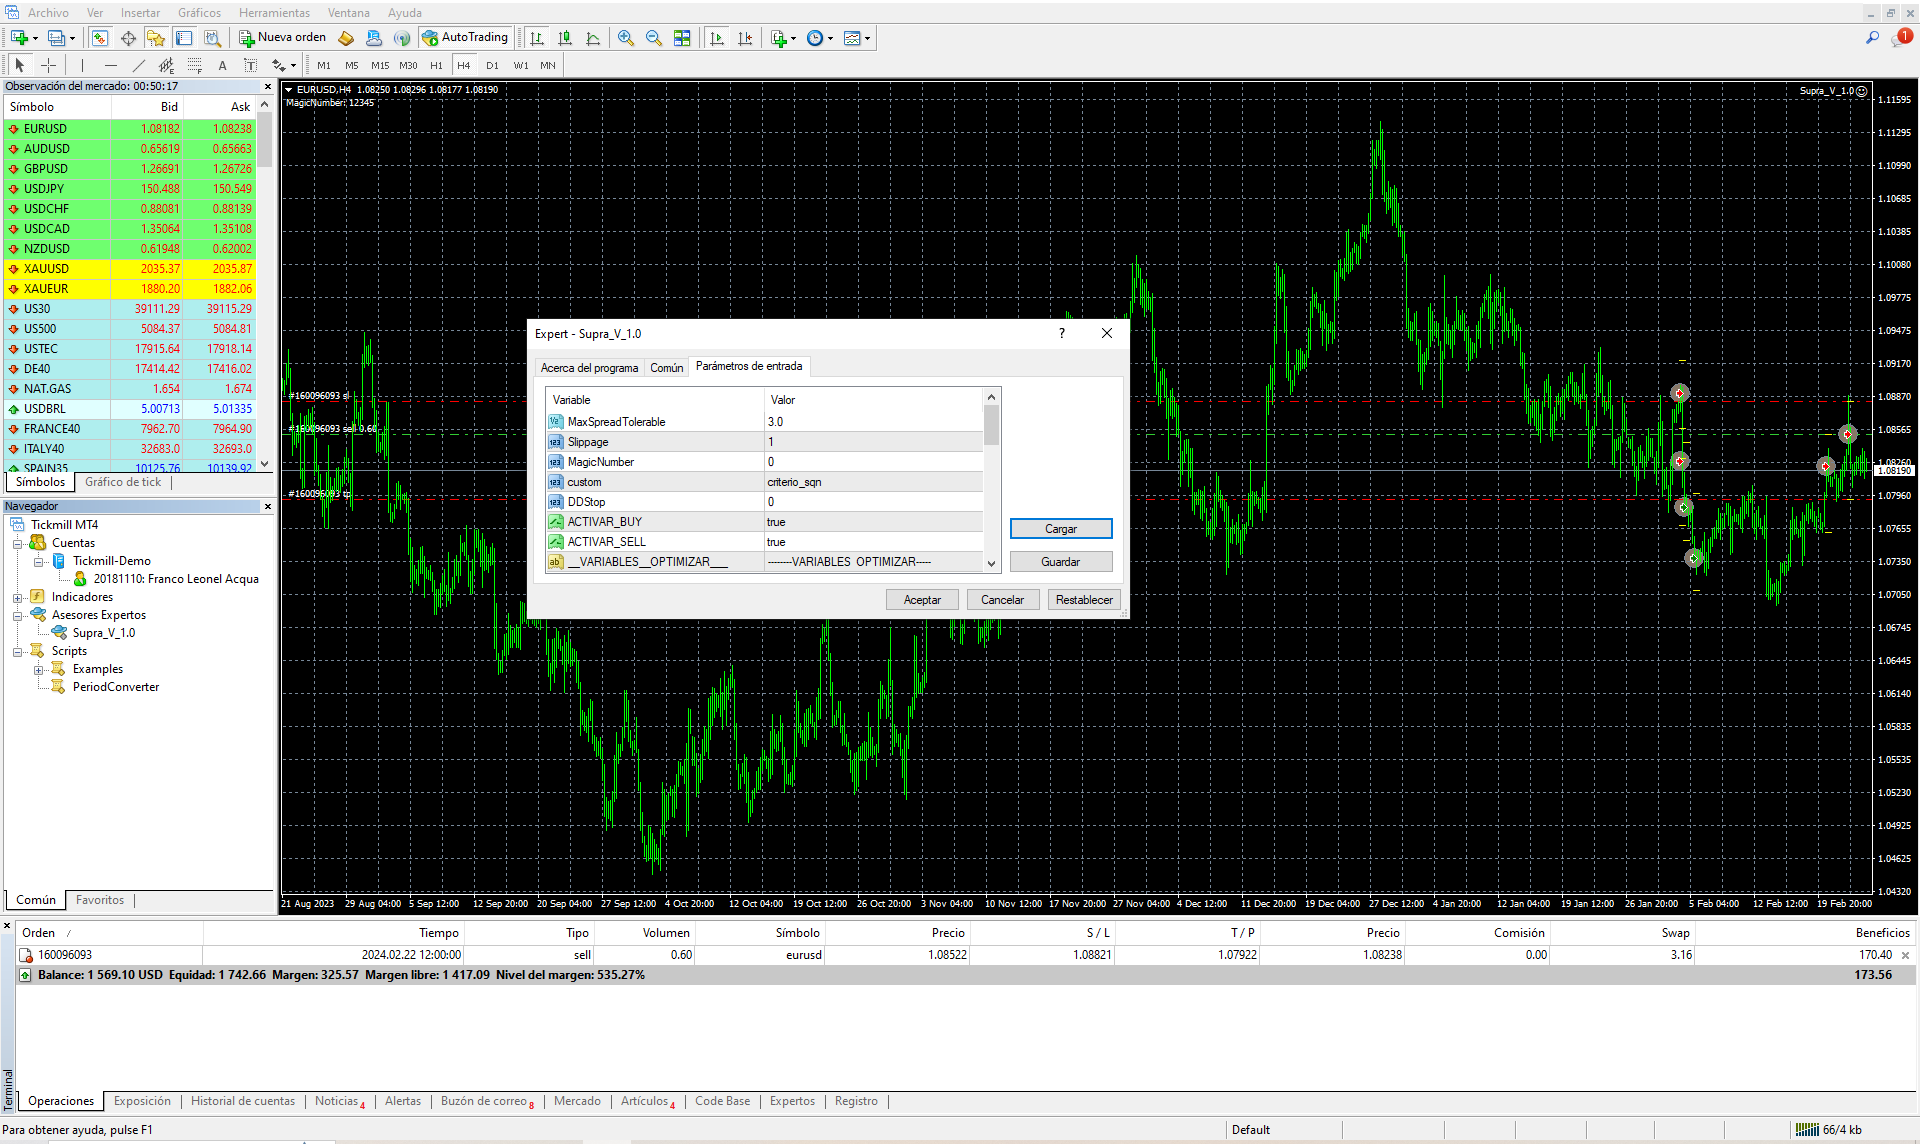 Archivo Ver Insertar Gráficos Herramientas Ventana Ayuda
Nueva orden AutoTrading 1
A T M1 M5 M15 M30 H1 H4 D1 W1 MN
Observación del mercado: 00:50:17
Símbolo Bid Ask
EURUSD 1.08182 1.08238
AUDUSD 0.65619 0.65663
GBPUSD 1.26691 1.26726
USDJPY 150.488 150.549
USDCHF 0.88081 0.88139
USDCAD 1.35064 1.35108
NZDUSD 0.61948 0.62002
XAUUSD 2035.37 2035.87
XAUEUR 1880.20 1882.06
US30 39111.29 39115.29
US500 5084.37 5084.81
USTEC 17915.64 17918.14
DE40 17414.42 17416.02
NAT.GAS 1.654 1.674
USDBRL 5.00713 5.01335
FRANCE40 7962.70 7964.90
ITALY40 32683.0 32693.0
SPAIN35 10125.76 10139.92
Símbolos Gráfico de tick
Navegador
Tickmill MT4
Cuentas
Tickmill-Demo
20181110: Franco Leonel Acqua
Indicadores
Asesores Expertos
Supra_V_1.0
Scripts
Examples
PeriodConverter
Común Favoritos
EURUSD,H4 1.08250 1.08296 1.08177 1.08190
MagicNumber: 12345
Supra_V_1.0
#160096093 sl
#160096093 sell 0.60
#160096093 tp
1.11595
1.11295
1.10990
1.10685
1.10385
1.10080
1.09775
1.09475
1.09170
1.08870
1.08565
1.08260
1.08190
1.07960
1.07655
1.07350
1.07050
1.06745
1.06445
1.06140
1.05835
1.05535
1.05230
1.04925
1.04625
1.04320
21 Aug 2023 29 Aug 04:00 5 Sep 12:00 12 Sep 20:00 20 Sep 04:00 27 Sep 12:00 4 Oct 20:00 12 Oct 04:00 19 Oct 12:00 26 Oct 20:00 3 Nov 04:00 10 Nov 12:00 17 Nov 20:00 27 Nov 04:00 4 Dec 12:00 11 Dec 20:00 19 Dec 04:00 27 Dec 12:00 4 Jan 20:00 12 Jan 04:00 19 Jan 12:00 26 Jan 20:00 5 Feb 04:00 12 Feb 12:00 19 Feb 20:00
Expert - Supra_V_1.0 ?
Acerca del programa Común Parámetros de entrada
Variable Valor
MaxSpreadTolerable 3.0
Slippage 1
MagicNumber 0
custom criterio_sqn
DDStop 0
ACTIVAR_BUY true
ACTIVAR_SELL true
__VARIABLES__OPTIMIZAR___ --------VARIABLES OPTIMIZAR-----
Cargar
Guardar
Aceptar Cancelar Restablecer
Orden / Tiempo Tipo Volumen Símbolo Precio S / L T / P Precio Comisión Swap Beneficios
160096093 2024.02.22 12:00:00 sell 0.60 eurusd 1.08522 1.08821 1.07922 1.08238 0.00 3.16 170.40
Balance: 1 569.10 USD Equidad: 1 742.66 Margen: 325.57 Margen libre: 1 417.09 Nivel del margen: 535.27% 173.56
Terminal
Operaciones Exposición Historial de cuentas Noticias 4 Alertas Buzón de correo 8 Mercado Artículos 4 Code Base Expertos Registro
Para obtener ayuda, pulse F1 Default 66/4 kb